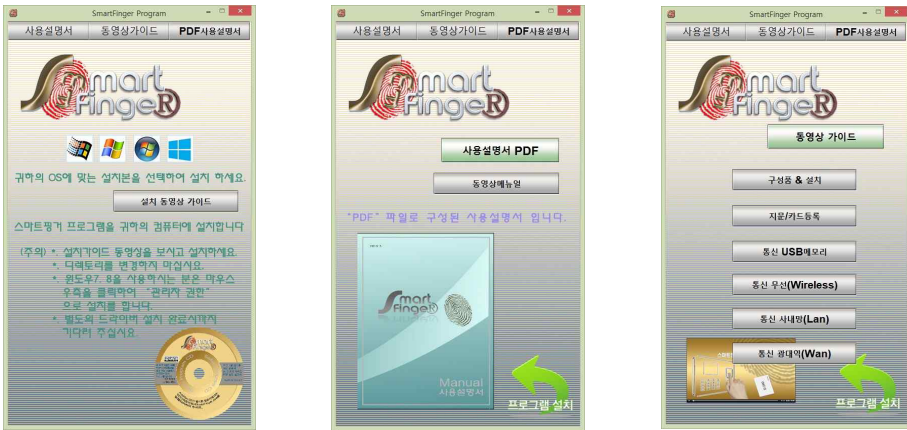 SmartFinger Program
사용설명서 동영상가이드 PDF사용설명서
Smart
FingeR
귀하의 OS에 맞는 설치본을 선택하여 설치 하세요.
설치 동영상 가이드
스마트핑거 프로그램을 귀하의 컴퓨터에 설치합니다
(주의) *. 설치가이드 동영상을 보시고 설치하세요.
*. 디렉토리를 변경하지 마십시요.
*. 윈도우7, 8을 사용하시는 분은 마우스
우측을 클릭하여 "관리자 권한"
으로 설치를 합니다.
*. 별도의 드라이버 설치 완료시까지
기다려 주십시요.
Smart
FingeR
SmartFinger Program
사용설명서 동영상가이드 PDF사용설명서
Smart
FingeR
사용설명서 PDF
동영상메뉴얼
"PDF" 파일로 구성된 사용설명서 입니다.
Smart
FingeR
Manual
사용설명서
프로그램 설치
SmartFinger Program
사용설명서 동영상가이드 PDF사용설명서
Smart
FingeR
동영상 가이드
구성품 & 설치
지문/카드등록
통신 USB메모리
통신 무선(Wireless)
통신 사내망(Lan)
통신 광대역(Wan)
프로그램 설치